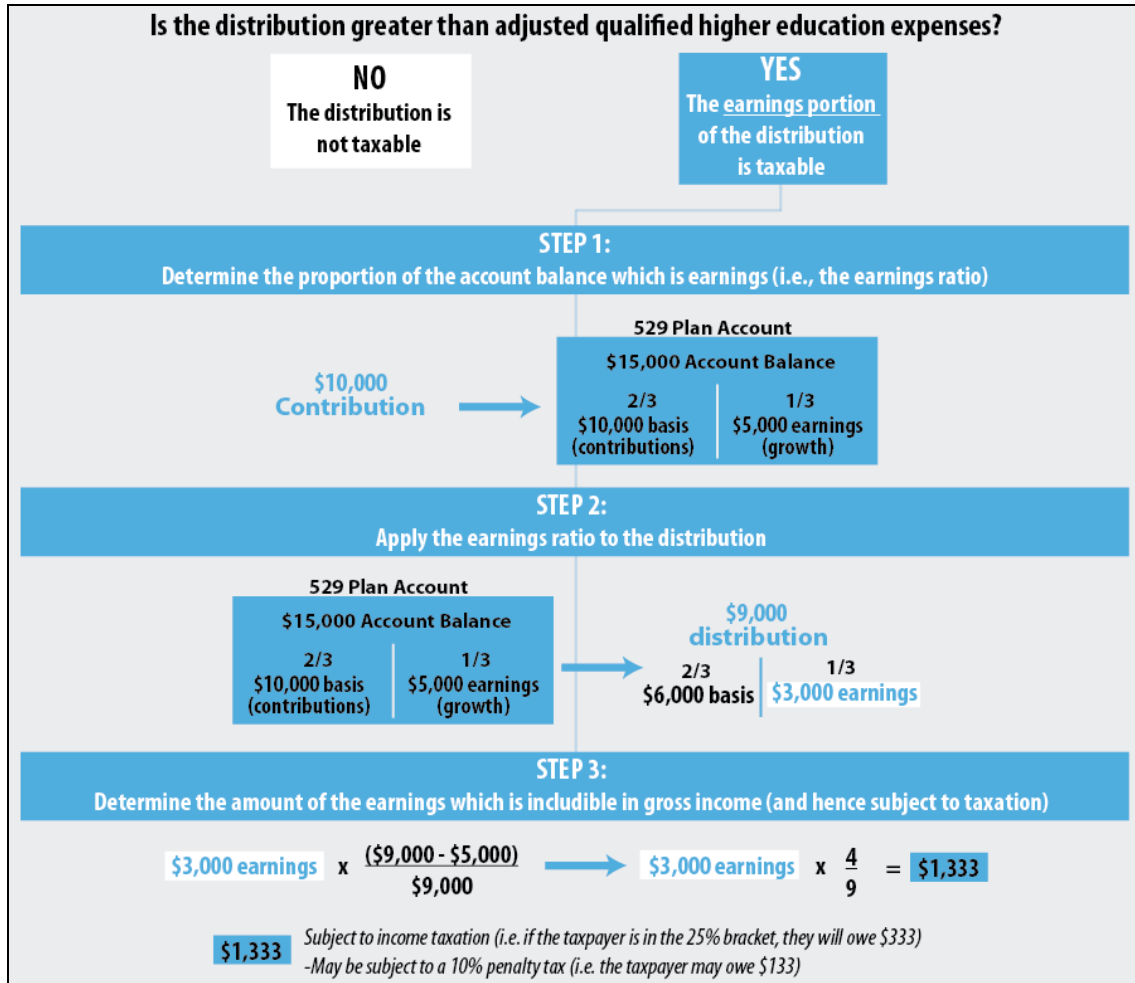 Is the distribution greater than adjusted qualified higher education expenses?
NO
The distribution is
not taxable
YES
The earnings portion
of the distribution
is taxable
STEP 1:
Determine the proportion of the account balance which is earnings (i.e., the earnings ratio)
$10,000
Contribution
529 Plan Account
$15,000 Account Balance
2/3
$10,000 basis
(contributions)
1/3
$5,000 earnings
(growth)
STEP 2:
Apply the earnings ratio to the distribution
529 Plan Account
$15,000 Account Balance
2/3
$10,000 basis
(contributions)
1/3
$5,000 earnings
(growth)
$9,000
distribution
2/3
$6,000 basis
1/3
$3,000 earnings
STEP 3:
Determine the amount of the earnings which is includible in gross income (and hence subject to taxation)
$3,000 earnings x ($9,000 - $5,000)
$9,000
$3,000 earnings x 4
9
= $1,333
$1,333
Subject to income taxation (i.e. if the taxpayer is in the 25% bracket, they will owe $333)
-May be subject to a 10% penalty tax (i.e. the taxpayer may owe $133)